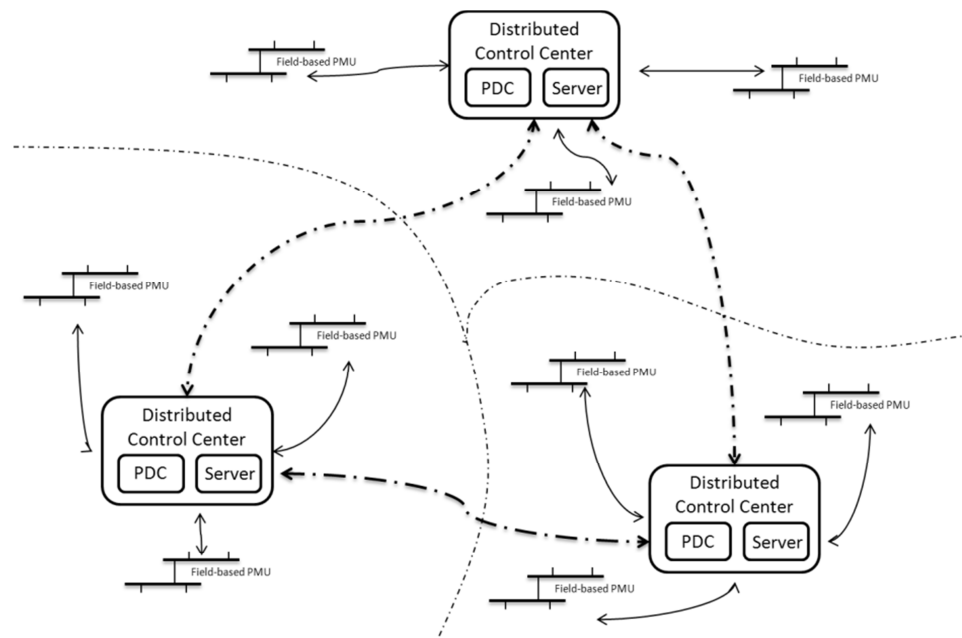 Distributed
Control Center
PDC
Server
Field-based PMU
Field-based PMU
Field-based PMU
Field-based PMU
Field-based PMU
Distributed
Control Center
PDC
Server
Field-based PMU
Field-based PMU
Field-based PMU
Distributed
Control Center
PDC
Server
Field-based PMU